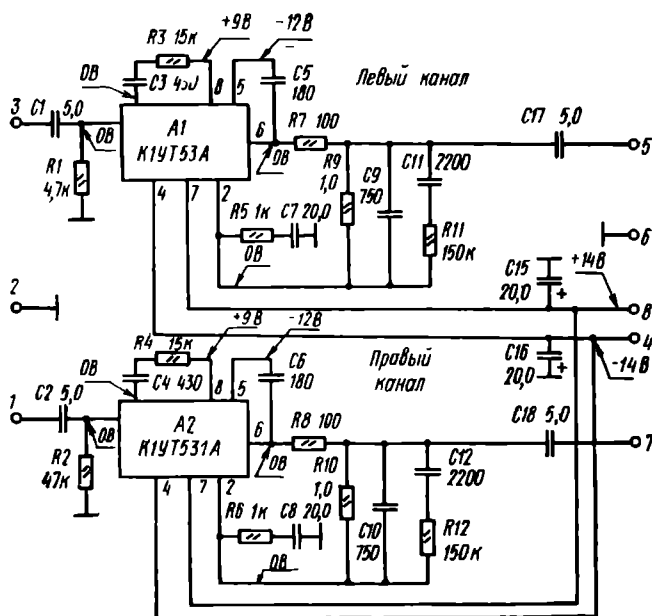 +9В
-12В
R3 15к
0В
C3 430
8
5
C5
180
Левый канал
3
C1
5,0
0В
А1
К1УТ53А
6
R7 100
0В
C17 5,0
5
R1
4,7к
4
7
2
R9
1,0
C9
750
C11
2200
R5 1к
C7 20,0
R11
150к
0В
6
C15
20,0
+
+14В
2
8
4
R4
15к
+9В
-12В
0В
C4 430
8
5
C6
180
Правый
канал
C16
20,0
+
-14В
1
C2 5,0
0В
А2
К1УТ531А
6
R8 100
0В
C18 5,0
7
R2
47к
4
7
2
R10
1,0
C10
750
C12
2200
R6 1к
C8
20,0
R12
150к
0В